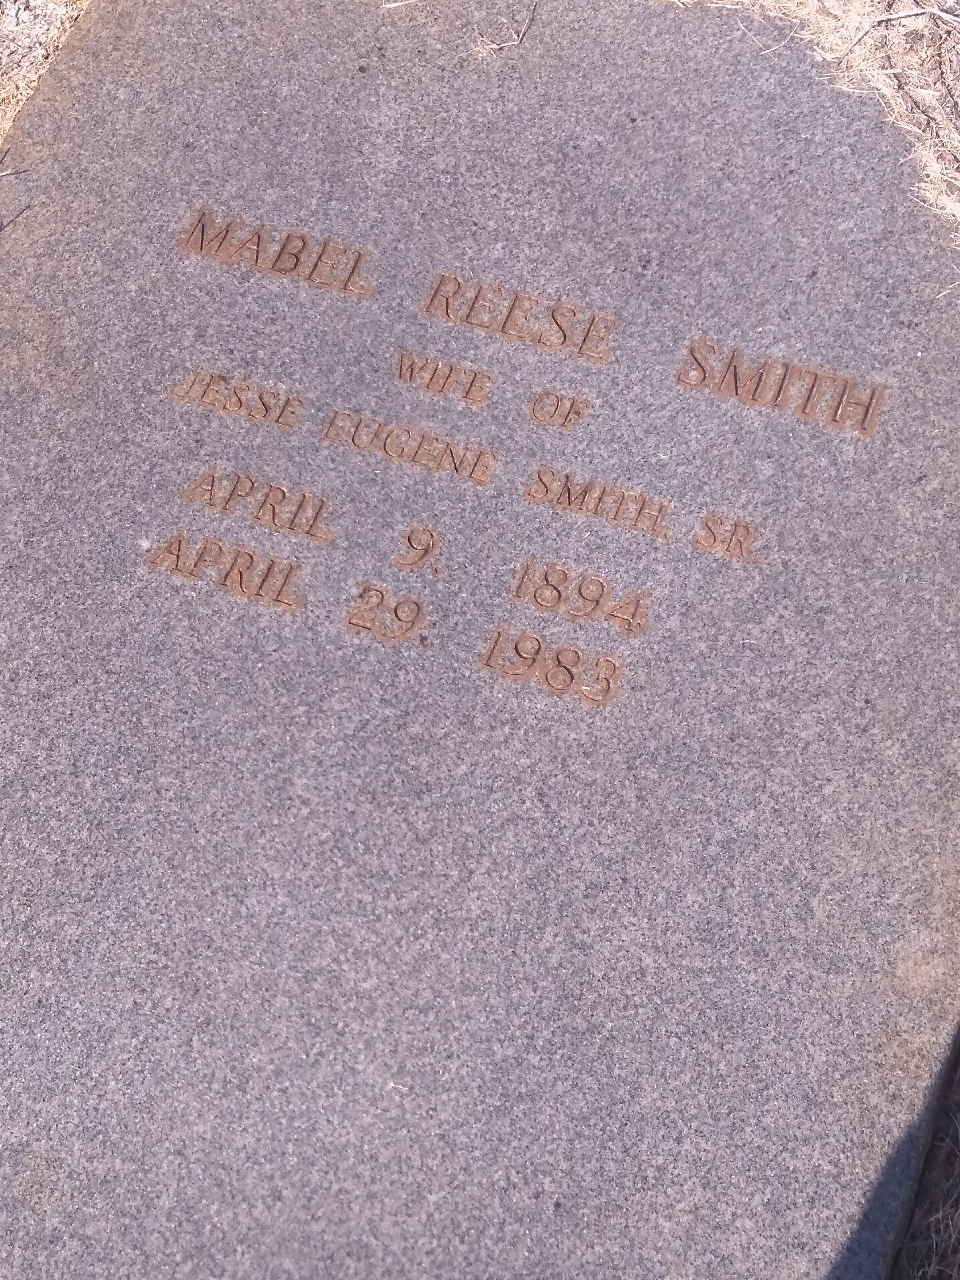 MABEL REESE SMITH
WIFE OF
JESSE EUGENE SMITH, SR.
APRIL 9, 1894,
APRIL 29, 1983